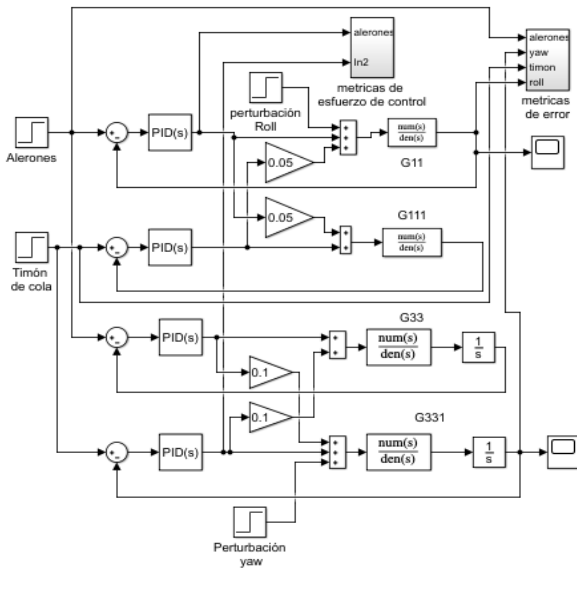 alerones
In2
metricas de
esfuerzo de control
alerones
yaw
timon
roll
metricas
de error
perturbación
Roll
Alerones
+
-
PID(s)
+
+
+
num(s)
den(s)
G11
0.05
0.05
G111
Timón
de cola
+
-
PID(s)
+
+
num(s)
den(s)
G33
+
-
PID(s)
+
+
num(s)
den(s)
1
s
0.1
0.1
G331
+
-
PID(s)
+
+
+
num(s)
den(s)
1
s
Perturbación
yaw